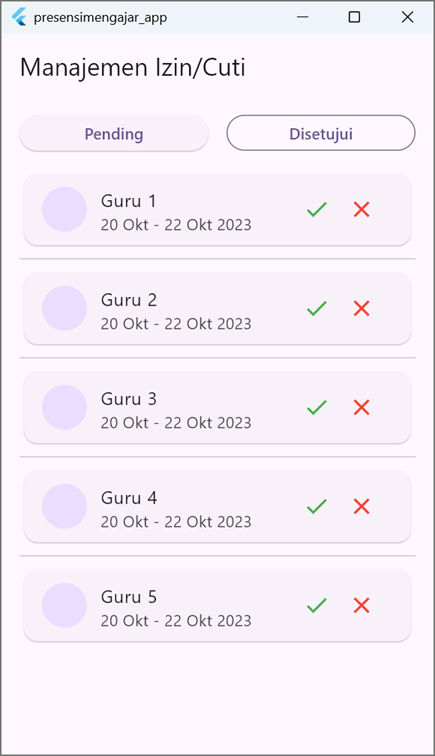 presensimengajar_app
Manajemen Izin/Cuti
Pending
Disetujui
Guru 1
20 Okt - 22 Okt 2023
Guru 2
20 Okt - 22 Okt 2023
Guru 3
20 Okt - 22 Okt 2023
Guru 4
20 Okt - 22 Okt 2023
Guru 5
20 Okt - 22 Okt 2023